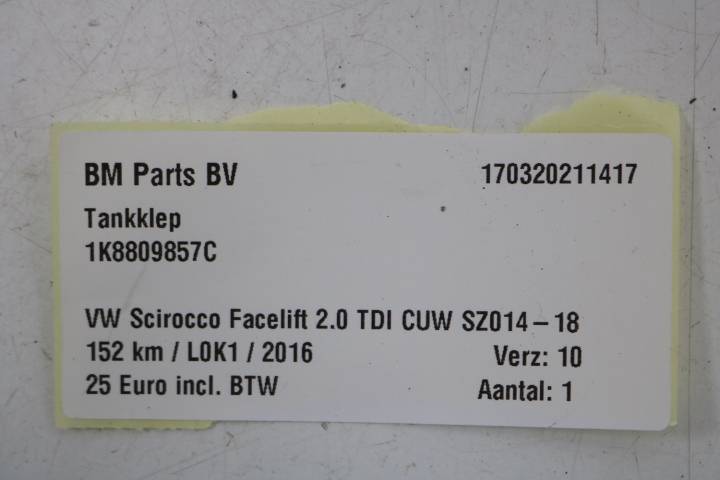 BM Parts BV 170320211417
Tankklep
1K8809857C
VW Scirocco Facelift 2.0 TDI CUW SZ014-18
152 km / L0K1 / 2016 Verz: 10
25 Euro incl. BTW Aantal: 1